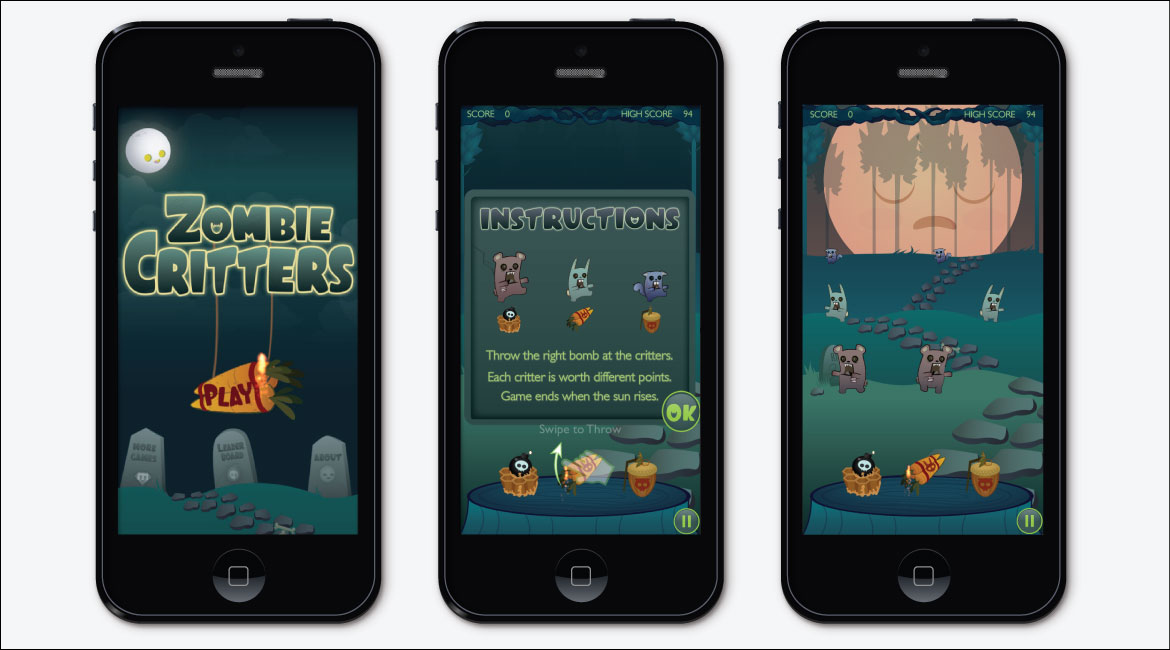 ZOMBIE
CRITTERS
PLAY
MORE
GAMES
LEADER
BOARD
ABOUT
SCORE 0 HIGH SCORE 94
INSTRUCTIONS
Throw the right bomb at the critters.
Each critter is worth different points.
Game ends when the sun rises.
OK
Swipe to Throw
SCORE 0 HIGH SCORE 94